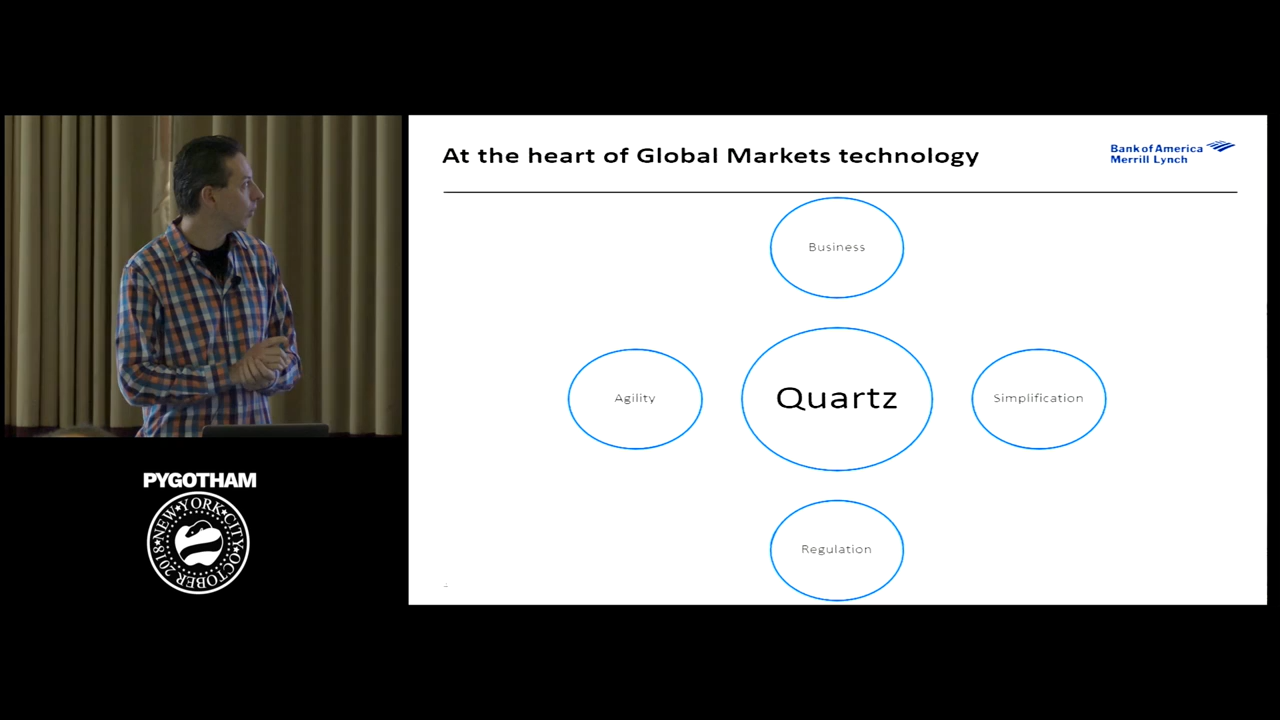 At the heart of Global Markets technology
Bank of America
Merrill Lynch
Business
Agility
Quartz
Simplification
Regulation
PYGOTHAM
NEW★YORK★CITY★OCTOBER 2018★